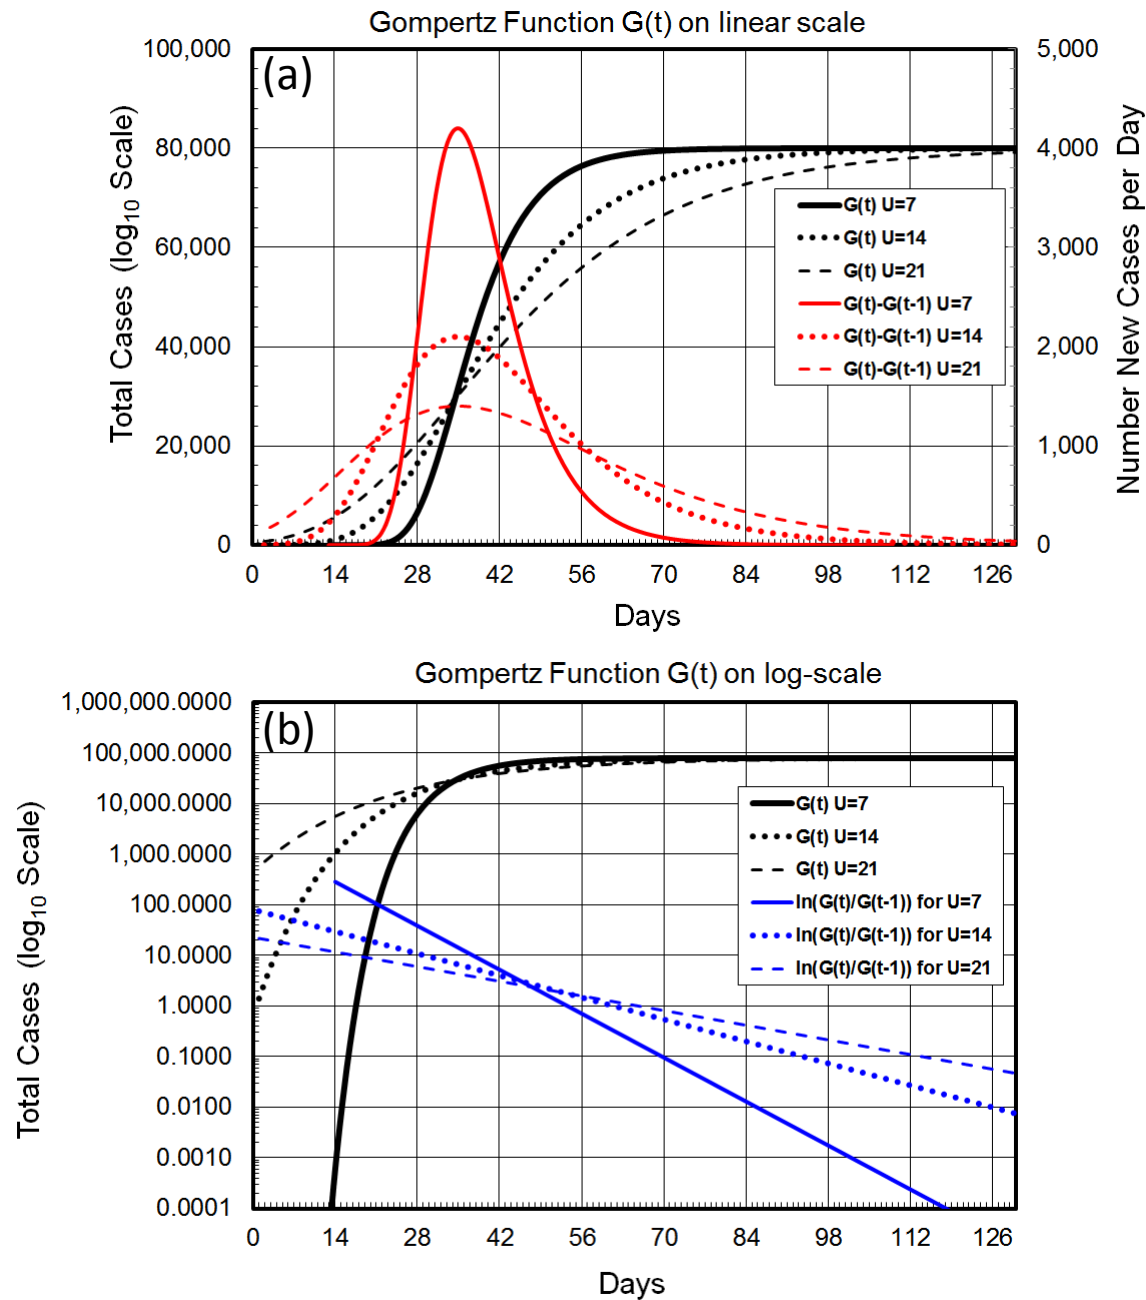 Gompertz Function G(t) on linear scale
(a)
Total Cases (log10 Scale)
100,000
80,000
60,000
40,000
20,000
0
5,000
4,000
3,000
2,000
1,000
0
Number New Cases per Day
G(t) U=7
G(t) U=14
G(t) U=21
G(t)-G(t-1) U=7
G(t)-G(t-1) U=14
G(t)-G(t-1) U=21
0 14 28 42 56 70 84 98 112 126
Days
Gompertz Function G(t) on log-scale
(b)
Total Cases (log10 Scale)
1,000,000.0000
100,000.0000
10,000.0000
1,000.0000
100.0000
10.0000
1.0000
0.1000
0.0100
0.0010
0.0001
G(t) U=7
G(t) U=14
G(t) U=21
ln(G(t)/G(t-1)) for U=7
ln(G(t)/G(t-1)) for U=14
ln(G(t)/G(t-1)) for U=21
0 14 28 42 56 70 84 98 112 126
Days